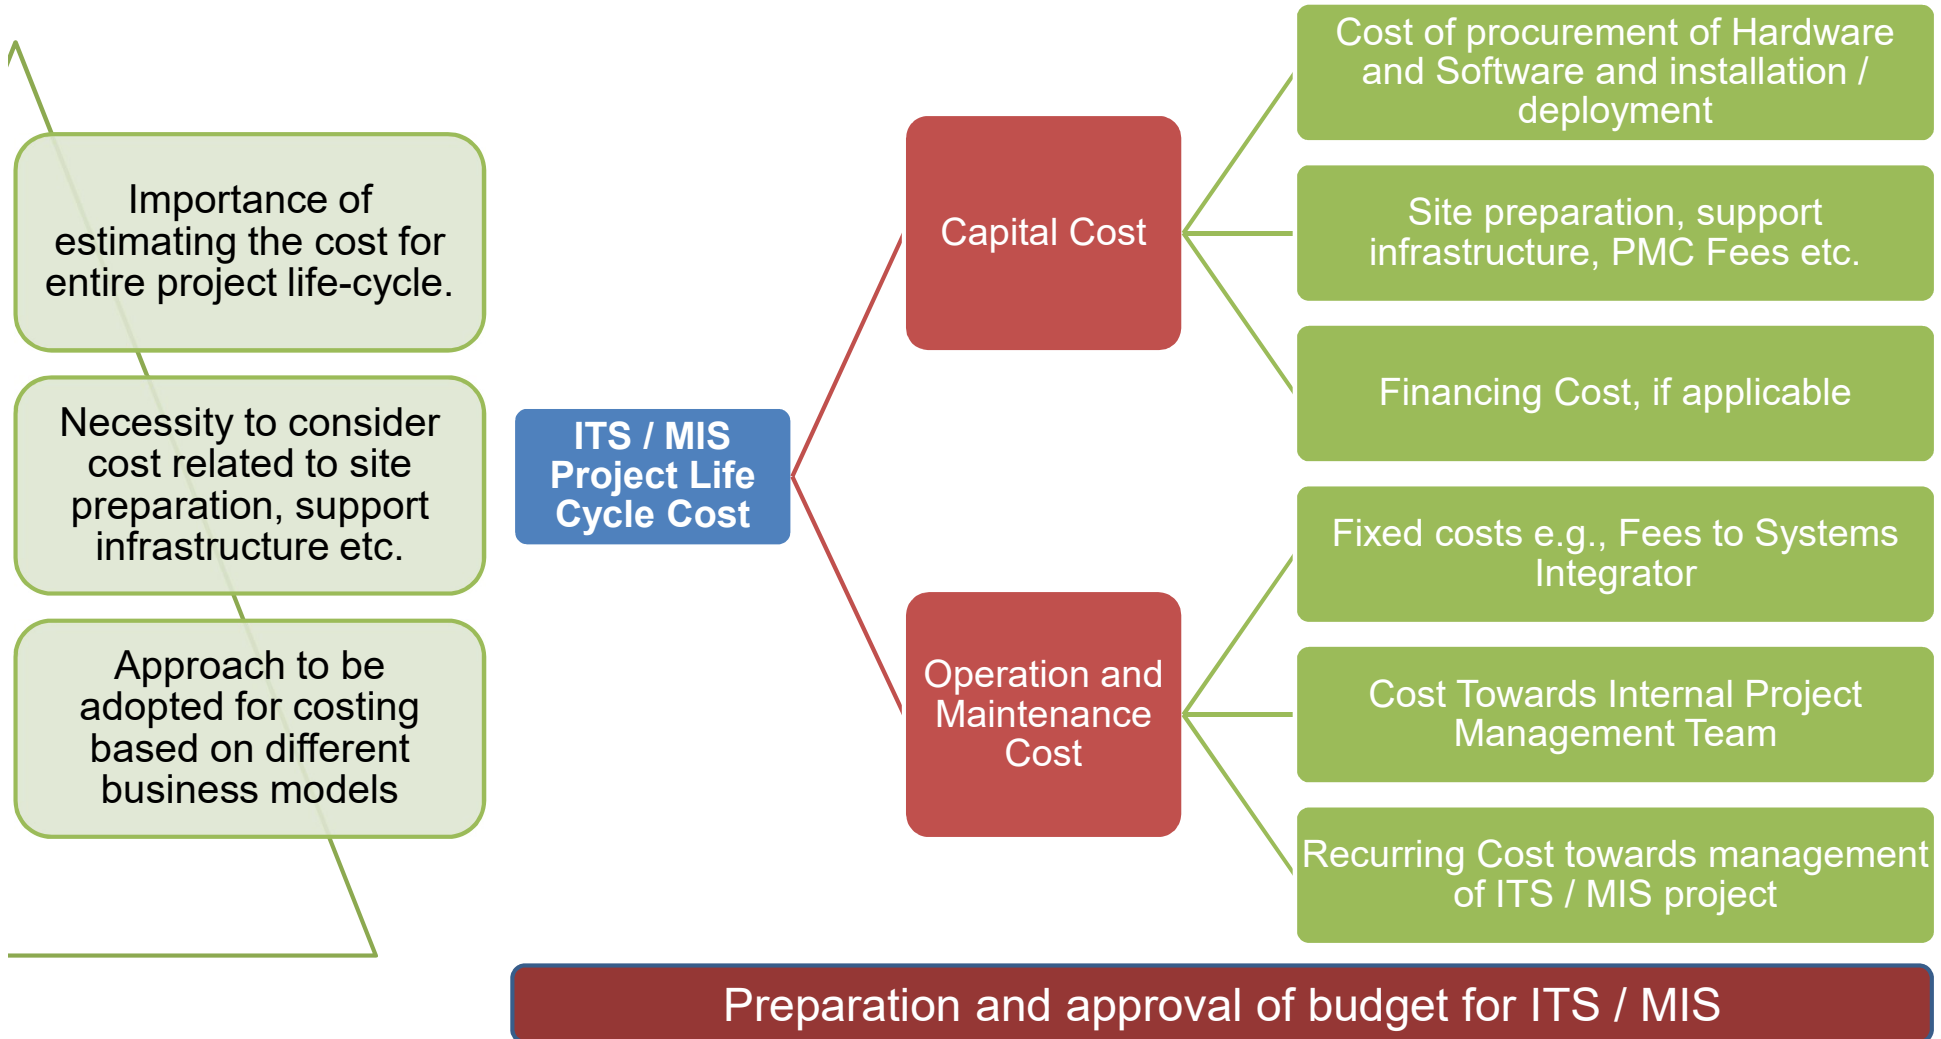 Importance of
estimating the cost for
entire project life-cycle.
Necessity to consider
cost related to site
preparation, support
infrastructure etc.
Approach to be
adopted for costing
based on different
business models
ITS / MIS
Project Life
Cycle Cost
Capital Cost
Operation and
Maintenance
Cost
Cost of procurement of Hardware
and Software and installation /
deployment
Site preparation, support
infrastructure, PMC Fees etc.
Financing Cost, if applicable
Fixed costs e.g., Fees to Systems
Integrator
Cost Towards Internal Project
Management Team
Recurring Cost towards management
of ITS / MIS project
Preparation and approval of budget for ITS / MIS